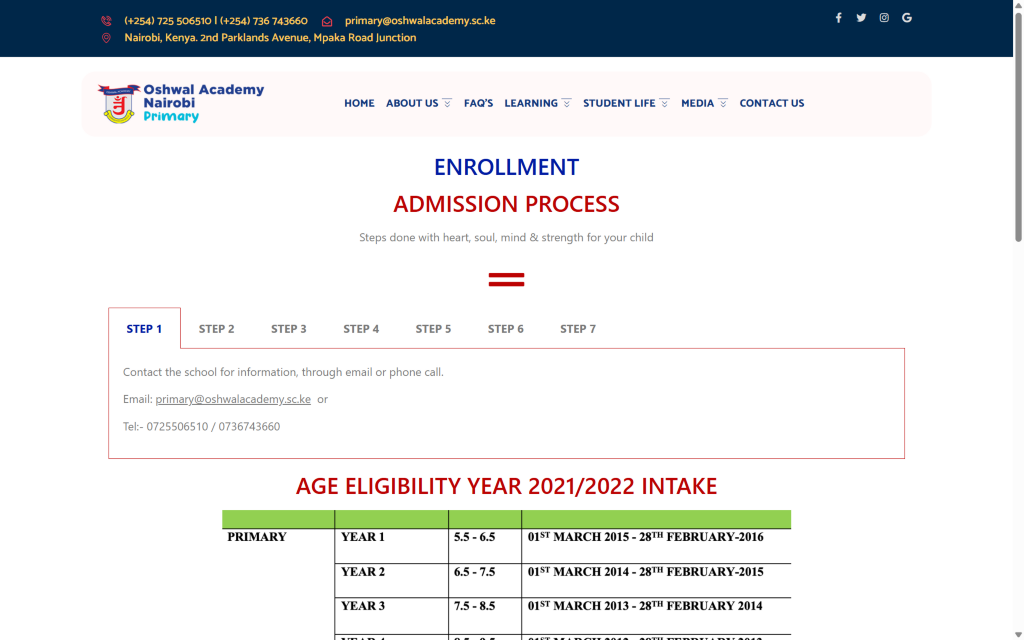 (+254) 725 506510 I (+254) 736 743660 primary@oshwalacademy.sc.ke
Nairobi, Kenya. 2nd Parklands Avenue, Mpaka Road Junction
Oshwal Academy
Nairobi
Primary
HOME ABOUT US FAQ'S LEARNING STUDENT LIFE MEDIA CONTACT US
ENROLLMENT
ADMISSION PROCESS
Steps done with heart, soul, mind & strength for your child
STEP 1 STEP 2 STEP 3 STEP 4 STEP 5 STEP 6 STEP 7
Contact the school for information, through email or phone call.
Email: primary@oshwalacademy.sc.ke or
Tel:- 0725506510 / 0736743660
AGE ELIGIBILITY YEAR 2021/2022 INTAKE
PRIMARY YEAR 1 5.5 - 6.5 01ST MARCH 2015 - 28TH FEBRUARY-2016
YEAR 2 6.5 - 7.5 01ST MARCH 2014 - 28TH FEBRUARY-2015
YEAR 3 7.5 - 8.5 01ST MARCH 2013 - 28TH FEBRUARY 2014